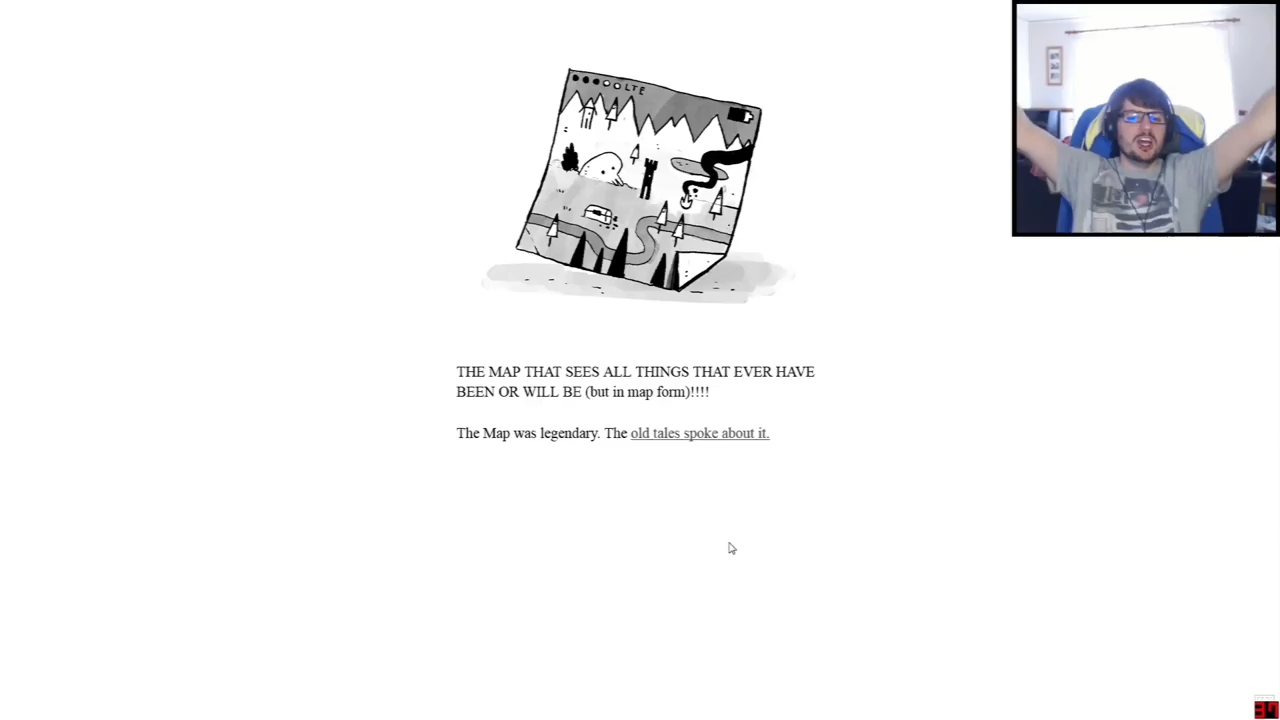 LTE
THE MAP THAT SEES ALL THINGS THAT EVER HAVE
BEEN OR WILL BE (but in map form)!!!!
The Map was legendary. The old tales spoke about it.